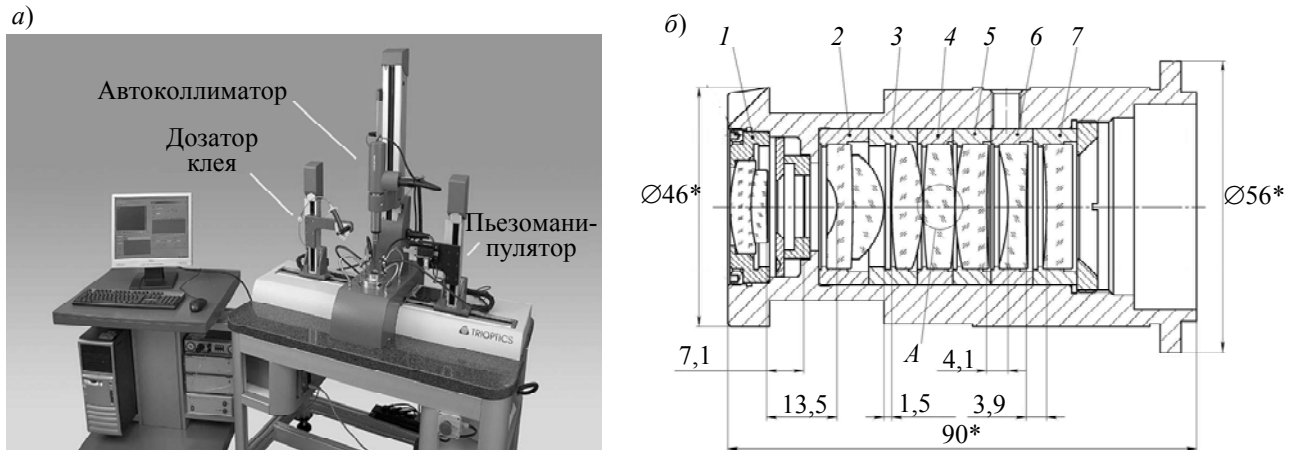 а)
Автоколлиматор
Дозатор
клея
Пьезомани-
пулятор
TRIOPTICS
б)
1 2 3 4 5 6 7
∅46*
∅56*
7,1
А
4,1
13,5
1,5
3,9
90*